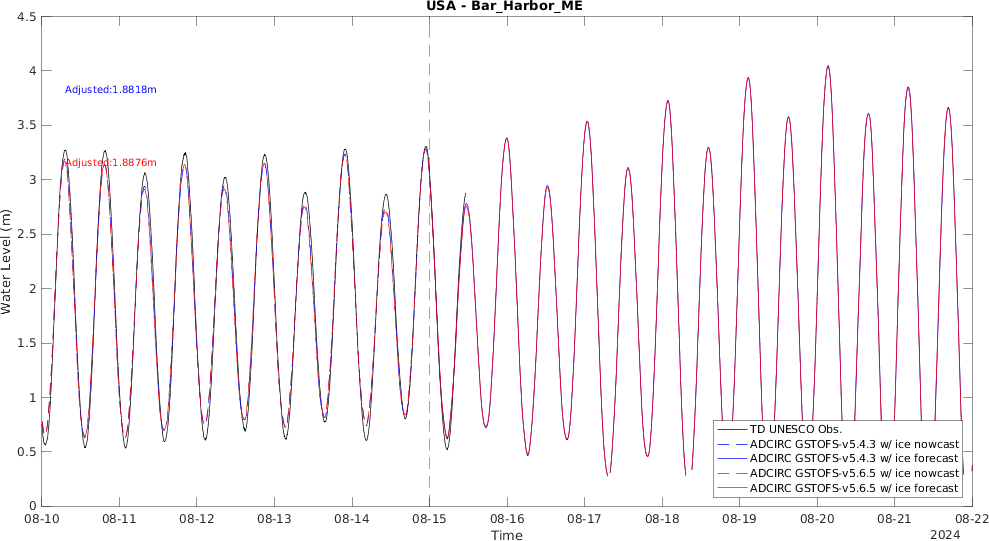 USA - Bar_Harbor_ME
4.5
4
3.5
3
2.5
2
1.5
1
0.5
0
Water Level (m)
Adjusted:1.8818m
Adjusted:1.8876m
TD UNESCO Obs.
ADCIRC GSTOFS-v5.4.3 w/ ice nowcast
ADCIRC GSTOFS-v5.4.3 w/ ice forecast
ADCIRC GSTOFS-v5.6.5 w/ ice nowcast
ADCIRC GSTOFS-v5.6.5 w/ ice forecast
08-10 08-11 08-12 08-13 08-14 08-15 08-16 08-17 08-18 08-19 08-20 08-21 08-22
Time
2024